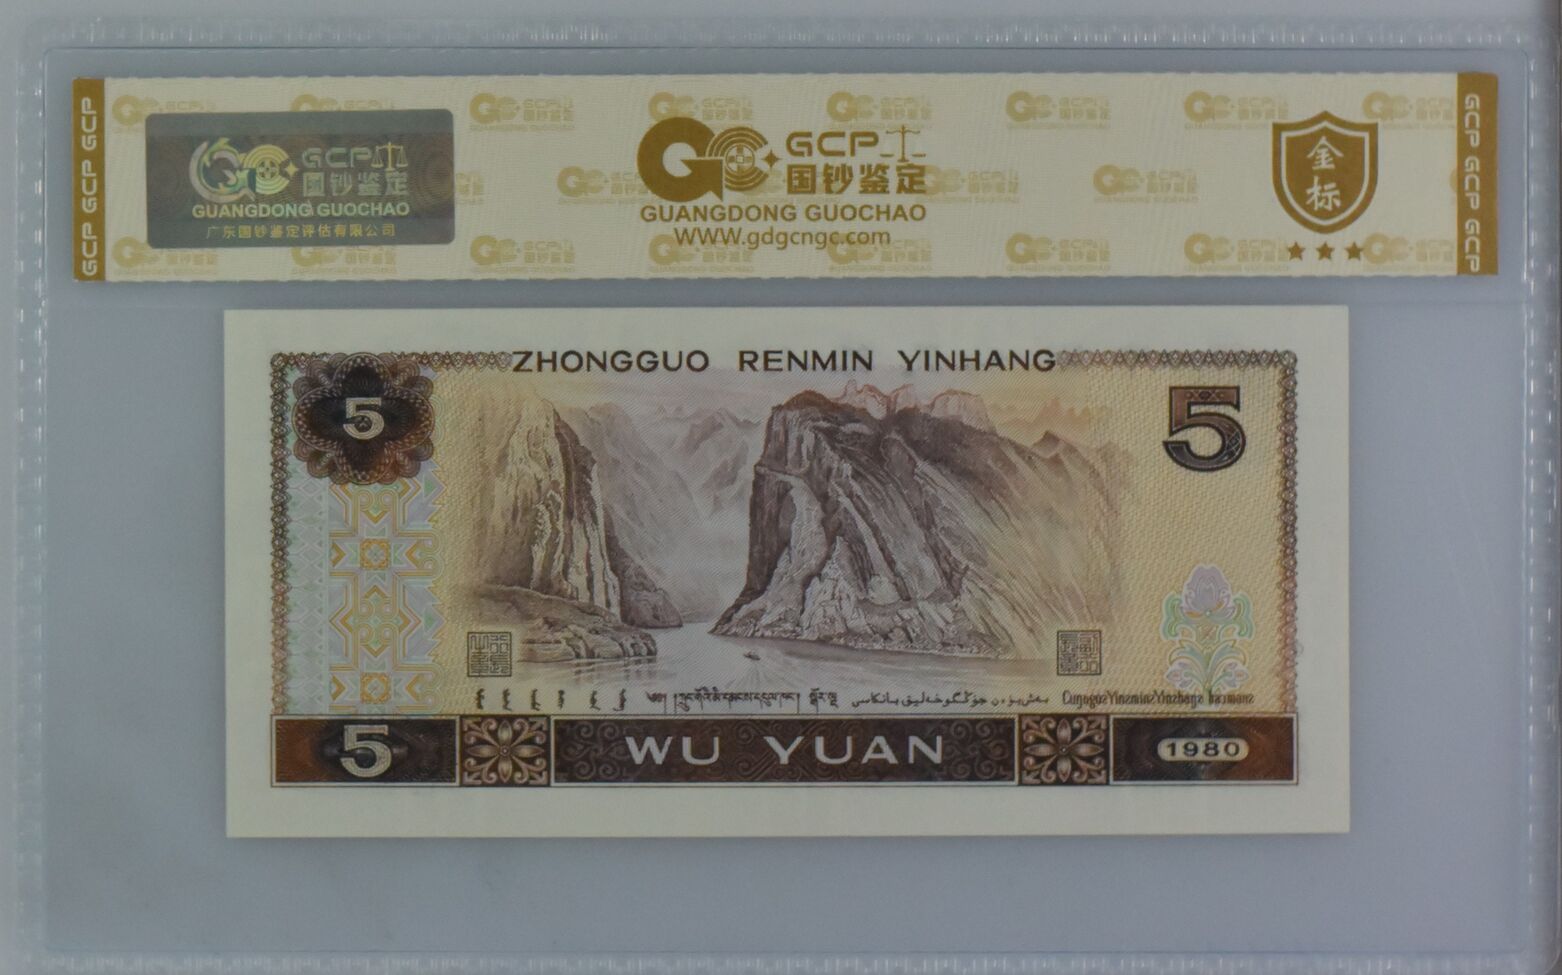 GCP GCP GCP
GCP
国钞鉴定
GUANGDONG GUOCHAO
广东国钞鉴定评估有限公司
GCP
国钞鉴定
GUANGDONG GUOCHAO
WWW.gdgcngc.com
金标
GCP GCP GCP
ZHONGGUO RENMIN YINHANG
5
5
5
WU YUAN
1980